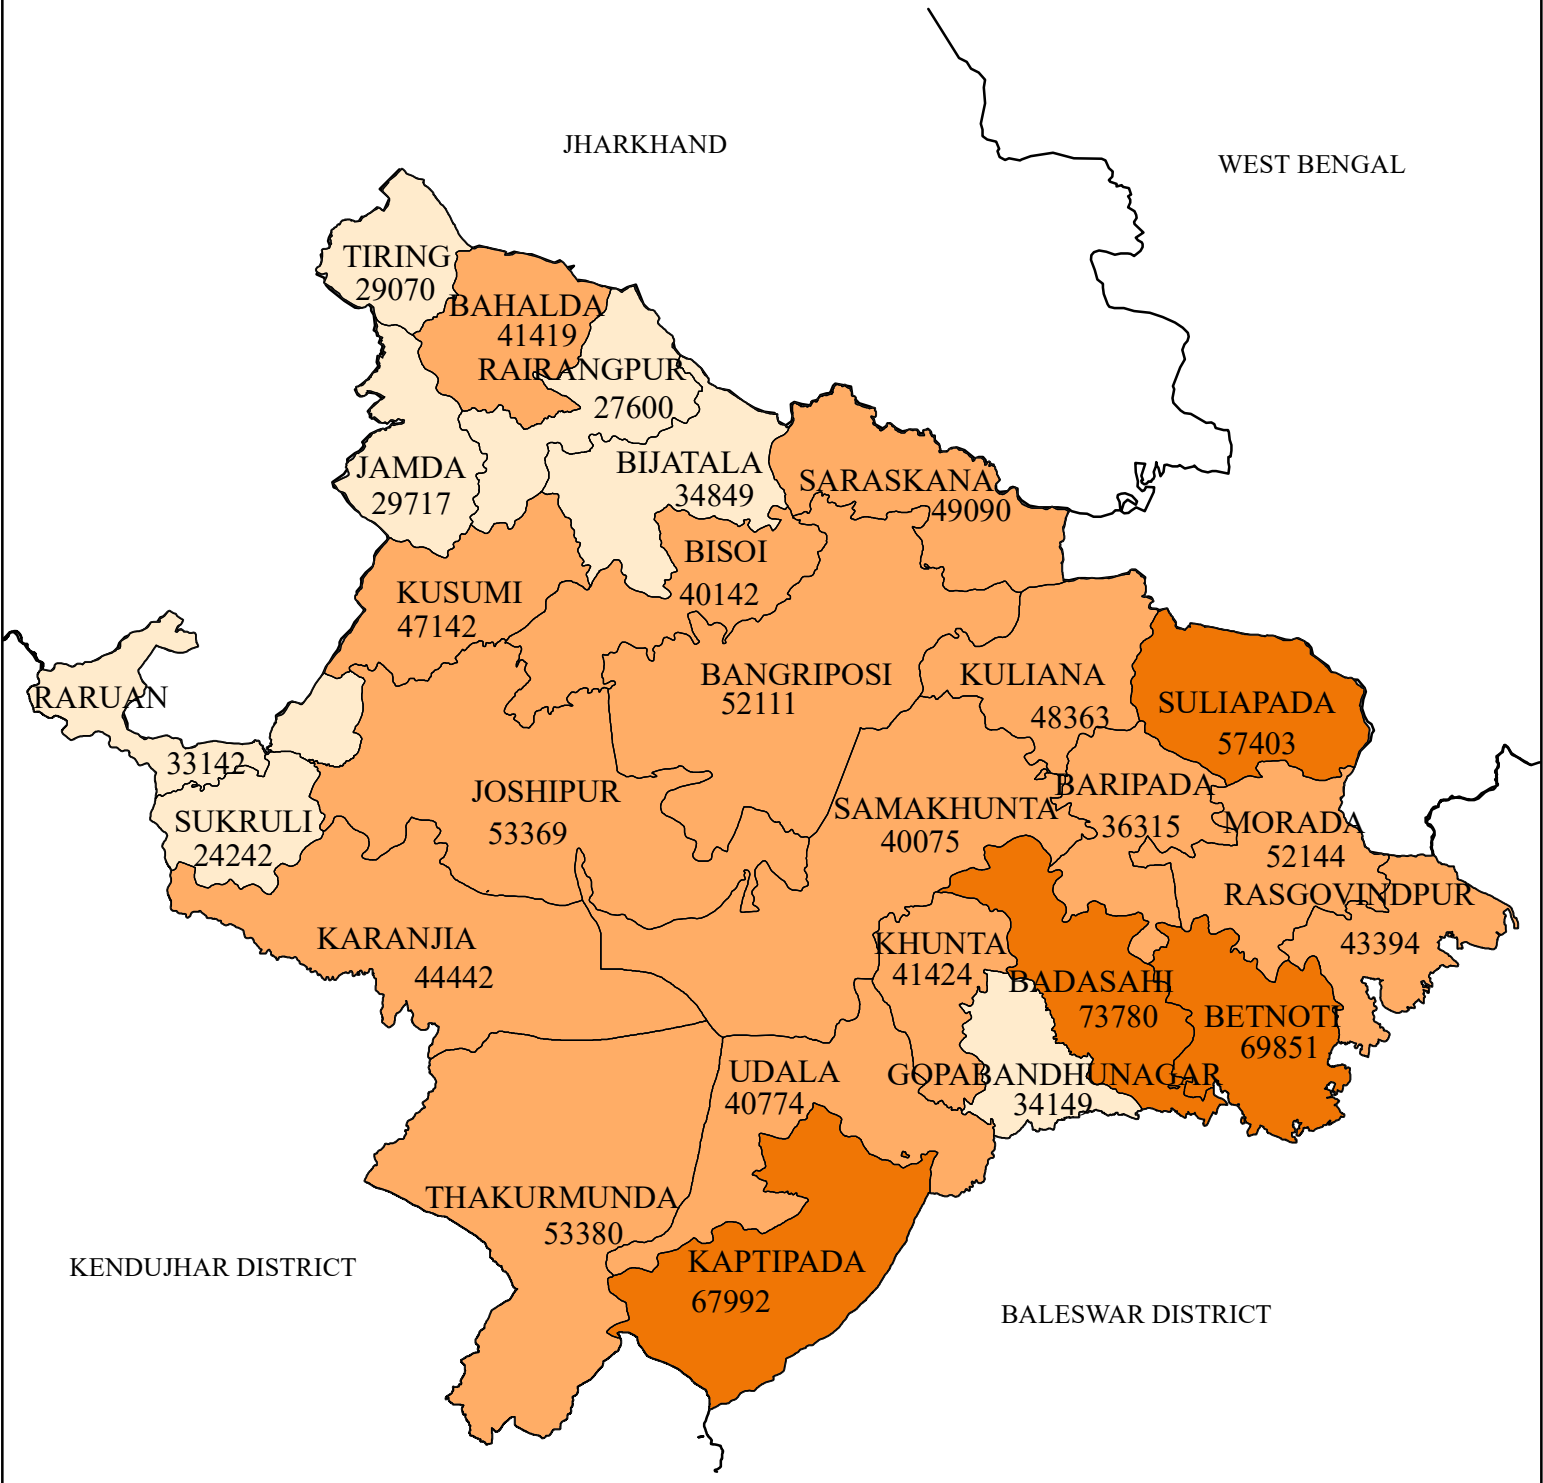 JHARKHAND
WEST BENGAL
TIRING
29070
BAHALDA
41419
RAIRANGPUR
27600
JAMDA
29717
BIJATALA
34849
SARASKANA
49090
BISOI
40142
KUSUMI
47142
RARUAN
33142
BANGRIPOSI
52111
KULIANA
48363
SULIAPADA
57403
SUKRULI
24242
JOSHIPUR
53369
SAMAKHUNTA
40075
BARIPADA
36315
MORADA
52144
RASGOVINDPUR
43394
KARANJIA
44442
KHUNTA
41424
BADASAHI
73780
BETNOTI
69851
UDALA
40774
GOPABANDHUNAGAR
34149
THAKURMUNDA
53380
KAPTIPADA
67992
KENDUJHAR DISTRICT
BALESWAR DISTRICT